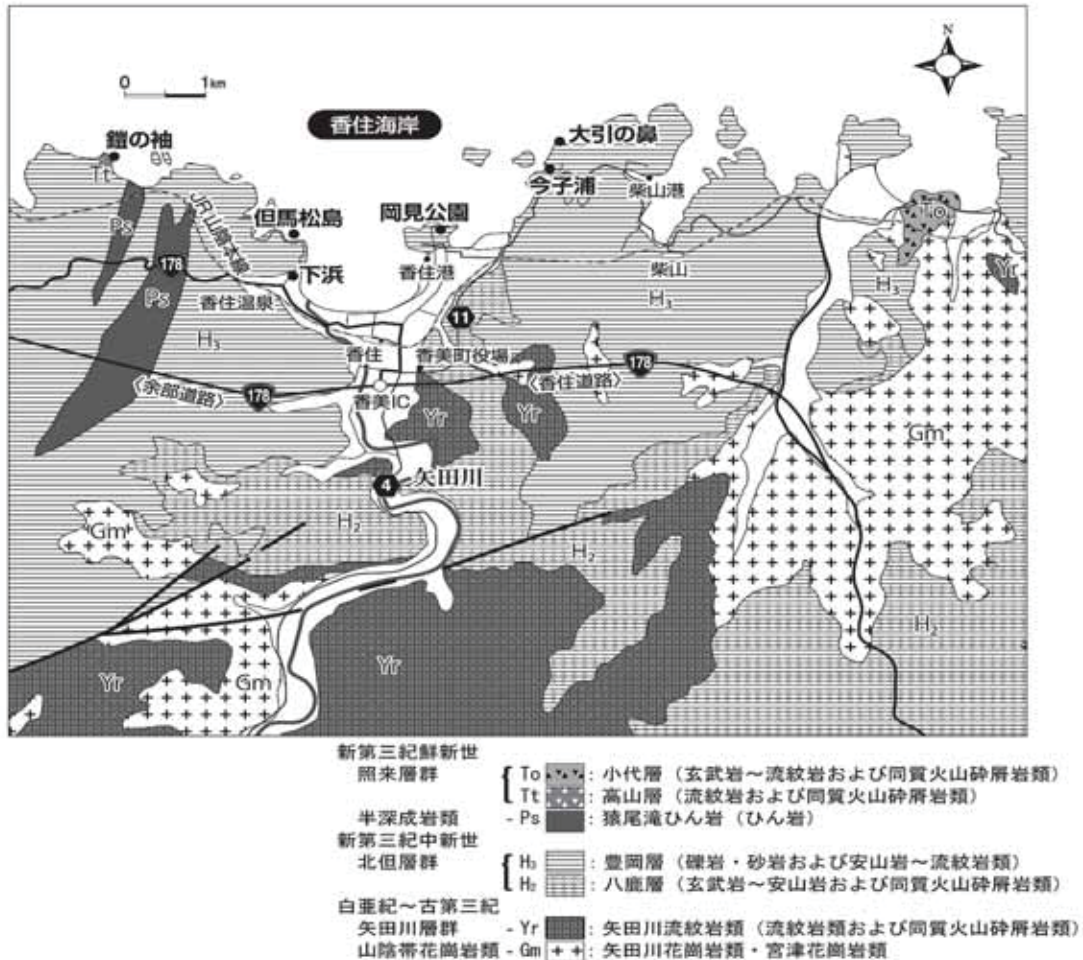 N
0 1km
香住海岸
鎧の袖
大引の鼻
今子浦
柴山港
Tt
To
JR山陰本線
但馬松島
岡見公園
Ps
178
下浜
香住港
柴山
Yr
Ps
香住温泉
H₃
H₃
11
H₃
香住
香美町役場
178
〈余部道路〉
178
〈香住道路〉
香美IC
Yr
Yr
Gm
4
矢田川
Gm
H₂
H₂
H₂
Yr
Yr
Gm
新第三紀鮮新世
照来層群 { To : 小代層（玄武岩～流紋岩および同質火山砕屑岩類）
Tt : 高山層（流紋岩および同質火山砕屑岩類）
半深成岩類 - Ps : 猿尾滝ひん岩（ひん岩）
新第三紀中新世
北但層群 { H₃ : 豊岡層（礫岩・砂岩および安山岩～流紋岩類）
H₂ : 八鹿層（玄武岩～安山岩および同質火山砕屑岩類）
白亜紀～古第三紀
矢田川層群 - Yr : 矢田川流紋岩類（流紋岩類および同質火山砕屑岩類）
山陰帯花崗岩類 - Gm : 矢田川花崗岩類・宮津花崗岩類